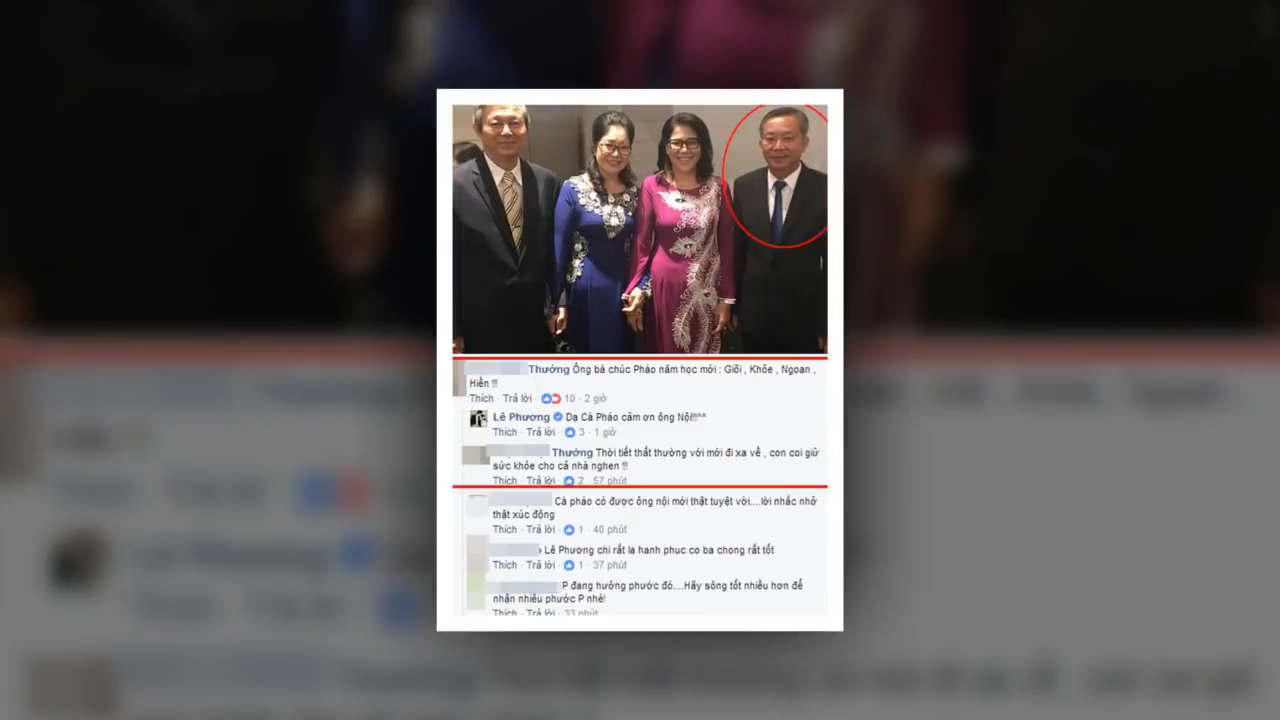 Thưởng Ông bà chúc Pháo năm học mới : Giỏi , Khỏe , Ngoan ,
Hiền !!!
Thích · Trả lời · 10 · 2 giờ
Lê Phương Dạ Cà Pháo cảm ơn ông Nội!!!^^
Thích · Trả lời · 3 · 1 giờ
Thưởng Thời tiết thất thường với mới đi xa về , con coi giữ
sức khỏe cho cả nhà nghen !!!
Thích · Trả lời · 2 · 57 phút
Cà pháo có được ông nội mới thật tuyệt vời....lời nhắc nhở
thật xúc động
Thích · Trả lời · 1 · 40 phút
Lê Phương chi rất la hanh phuc co ba chong rất tốt
Thích · Trả lời · 1 · 37 phút
P đang hưởng phước đó....Hãy sông tốt nhiều hơn để
nhận nhiều phước P nhé!
Thích · Trả lời · 33 phút